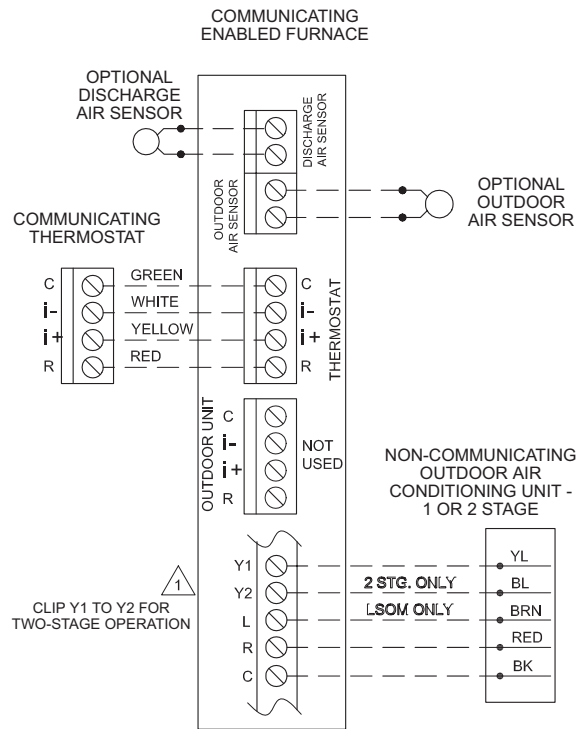 COMMUNICATING
ENABLED FURNACE
OPTIONAL
DISCHARGE
AIR SENSOR
DISCHARGE
AIR SENSOR
OUTDOOR
AIR SENSOR
OPTIONAL
OUTDOOR
AIR SENSOR
COMMUNICATING
THERMOSTAT
C GREEN C
i- WHITE i-
i+ YELLOW i+
R RED R
THERMOSTAT
OUTDOOR UNIT
C
i-
i+
R
NOT
USED
NON-COMMUNICATING
OUTDOOR AIR
CONDITIONING UNIT -
1 OR 2 STAGE
1
CLIP Y1 TO Y2 FOR
TWO-STAGE OPERATION
Y1 YL
Y2 2 STG. ONLY BL
L LSOM ONLY BRN
R RED
C BK